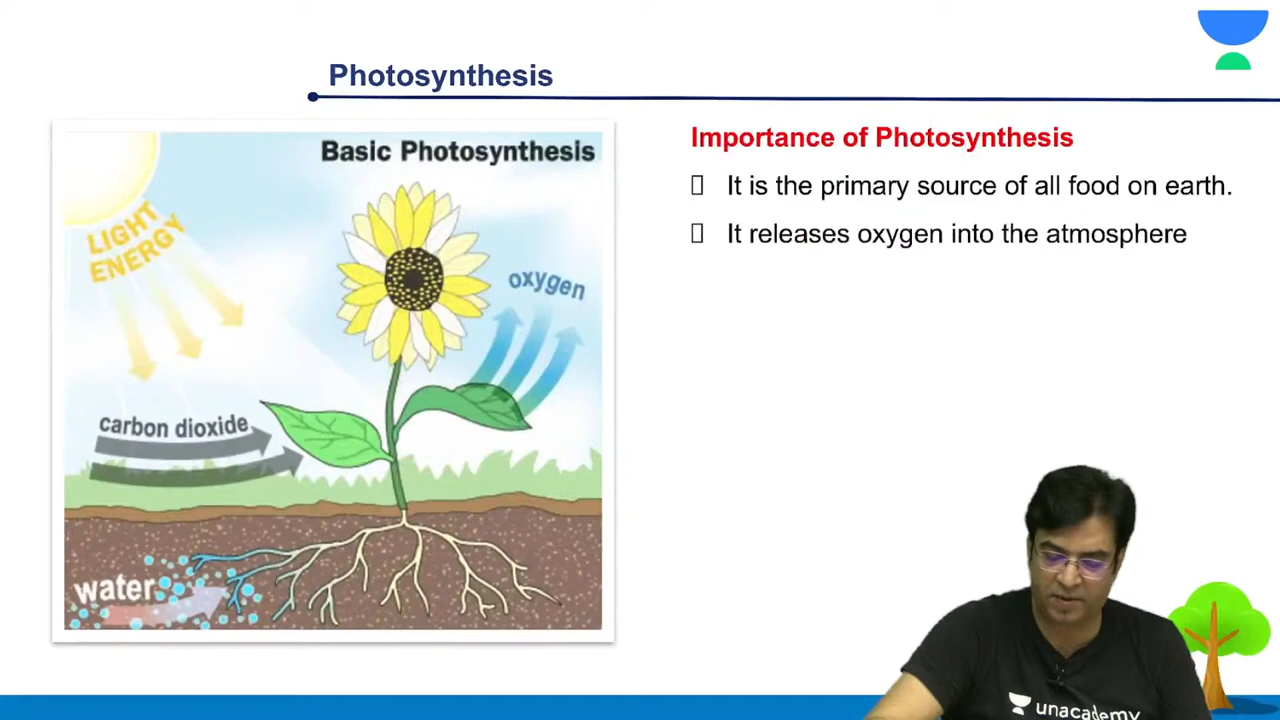 Photosynthesis
Basic Photosynthesis
LIGHT
ENERGY
oxygen
carbon dioxide
water
Importance of Photosynthesis
It is the primary source of all food on earth.
It releases oxygen into the atmosphere
unacademy